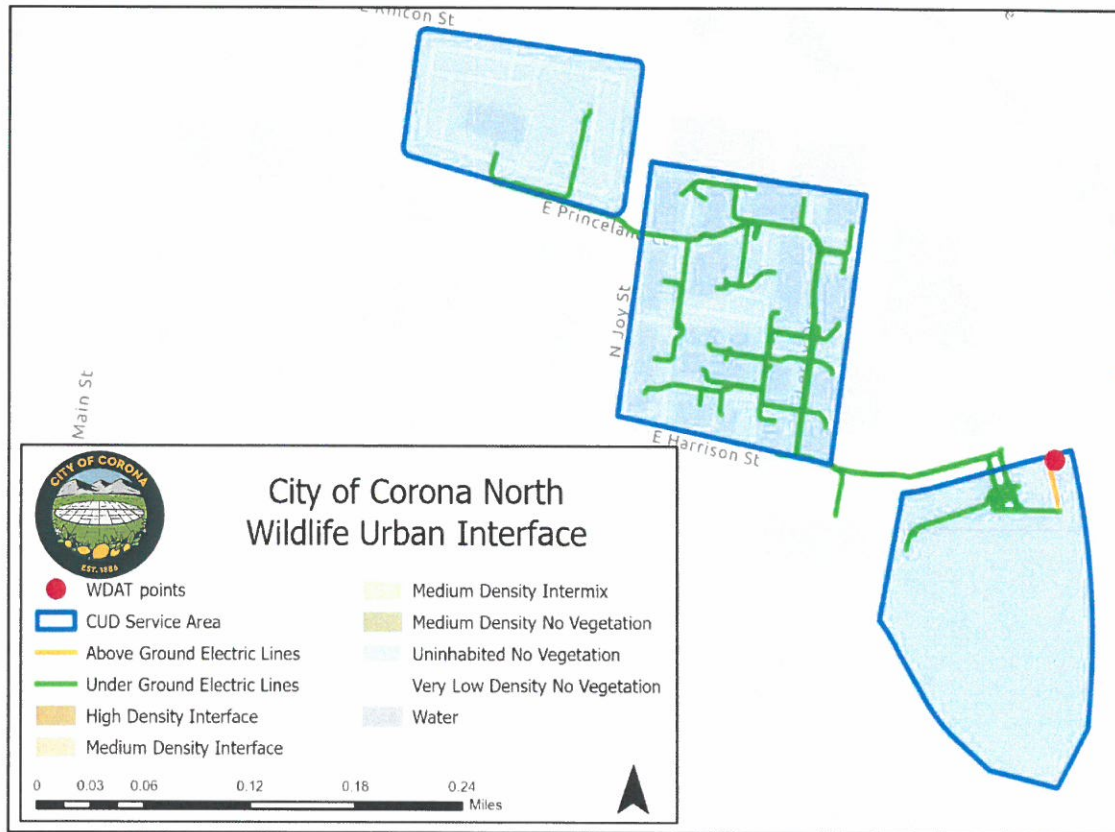 E Rincon St
E Princeland Ct
N Joy St
E Harrison St
Main St
CITY OF CORONA
EST. 1886
City of Corona North
Wildlife Urban Interface
WDAT points
CUD Service Area
Above Ground Electric Lines
Under Ground Electric Lines
High Density Interface
Medium Density Interface
Medium Density Intermix
Medium Density No Vegetation
Uninhabited No Vegetation
Very Low Density No Vegetation
Water
0 0.03 0.06 0.12 0.18 0.24
Miles